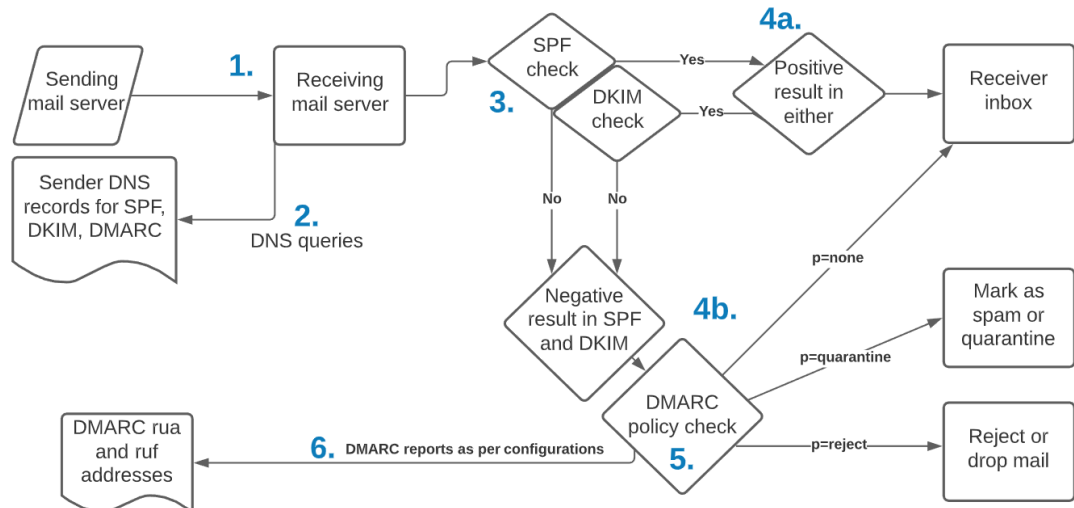 Sending
mail server
1.
Receiving
mail server
SPF
check
3.
DKIM
check
Yes
Yes
4a.
Positive
result in
either
Receiver
inbox
Sender DNS
records for SPF,
DKIM, DMARC
2.
DNS queries
No
No
Negative
result in SPF
and DKIM
4b.
DMARC
policy check
5.
p=none
p=quarantine
p=reject
Mark as
spam or
quarantine
Reject or
drop mail
6.
DMARC reports as per configurations
DMARC rua
and ruf
addresses